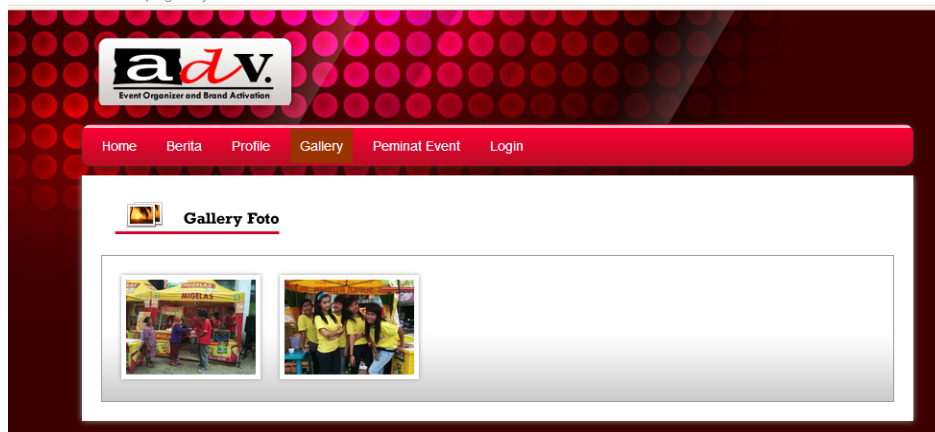 adv.
Event Organizer and Brand Activation
Home Berita Profile Gallery Peminat Event Login
Gallery Foto
MIGELAS